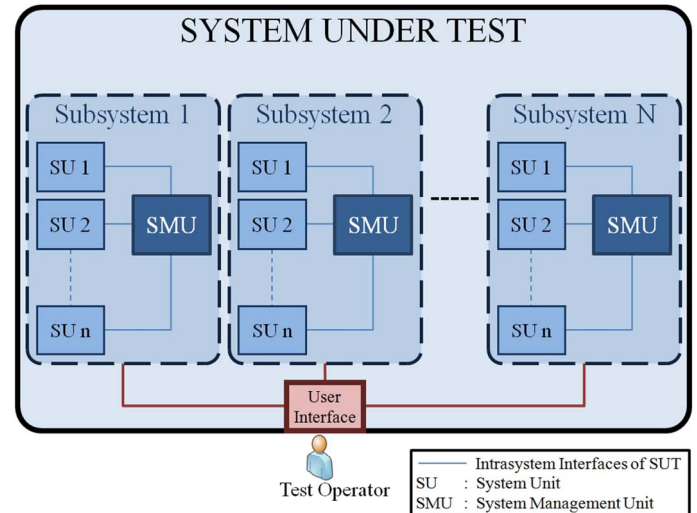 SYSTEM UNDER TEST
Subsystem 1
SU 1
SU 2
SMU
SU n
Subsystem 2
SU 1
SU 2
SMU
SU n
Subsystem N
SU 1
SU 2
SMU
SU n
User
Interface
Test Operator
Intrasystem Interfaces of SUT
SU : System Unit
SMU : System Management Unit